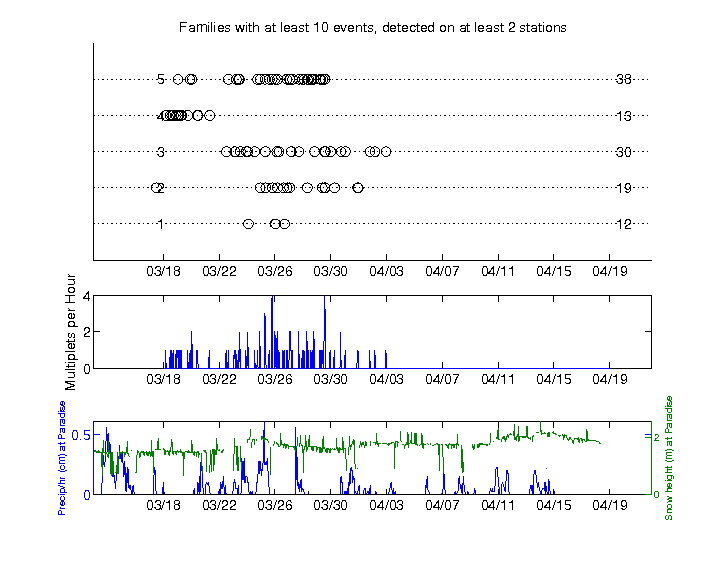 Families with at least 10 events, detected on at least 2 stations
5 38
4 13
3 30
2 19
1 12
03/18 03/22 03/26 03/30 04/03 04/07 04/11 04/15 04/19
Multiplets per Hour
4
2
0
03/18 03/22 03/26 03/30 04/03 04/07 04/11 04/15 04/19
Precip/hr (cm) at Paradise
0.5
0
2
0
Snow height (m) at Paradise
03/18 03/22 03/26 03/30 04/03 04/07 04/11 04/15 04/19